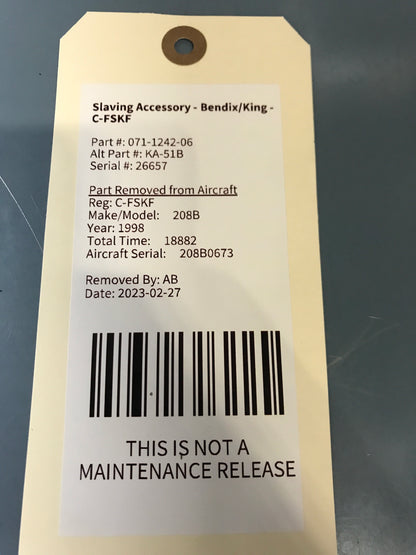 Slaving Accessory - Bendix/King -
C-FSKF
Part #: 071-1242-06
Alt Part #: KA-51B
Serial #: 26657
Part Removed from Aircraft
Reg: C-FSKF
Make/Model: 208B
Year: 1998
Total Time: 18882
Aircraft Serial: 208B0673
Removed By: AB
Date: 2023-02-27
THIS IS NOT A
MAINTENANCE RELEASE